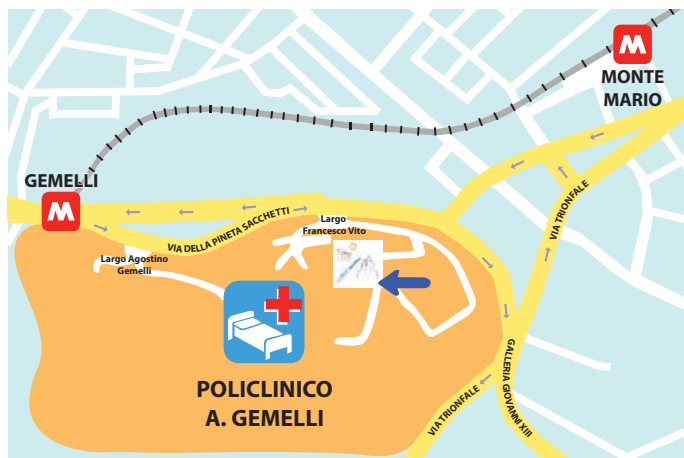 M
MONTE
MARIO
GEMELLI
M
VIA DELLA PINETA SACCHETTI
Largo
Francesco Vito
VIA TRIONFALE
Largo Agostino
Gemelli
POLICLINICO
A. GEMELLI
VIA TRIONFALE
GALLERIA GIOVANNI XIII